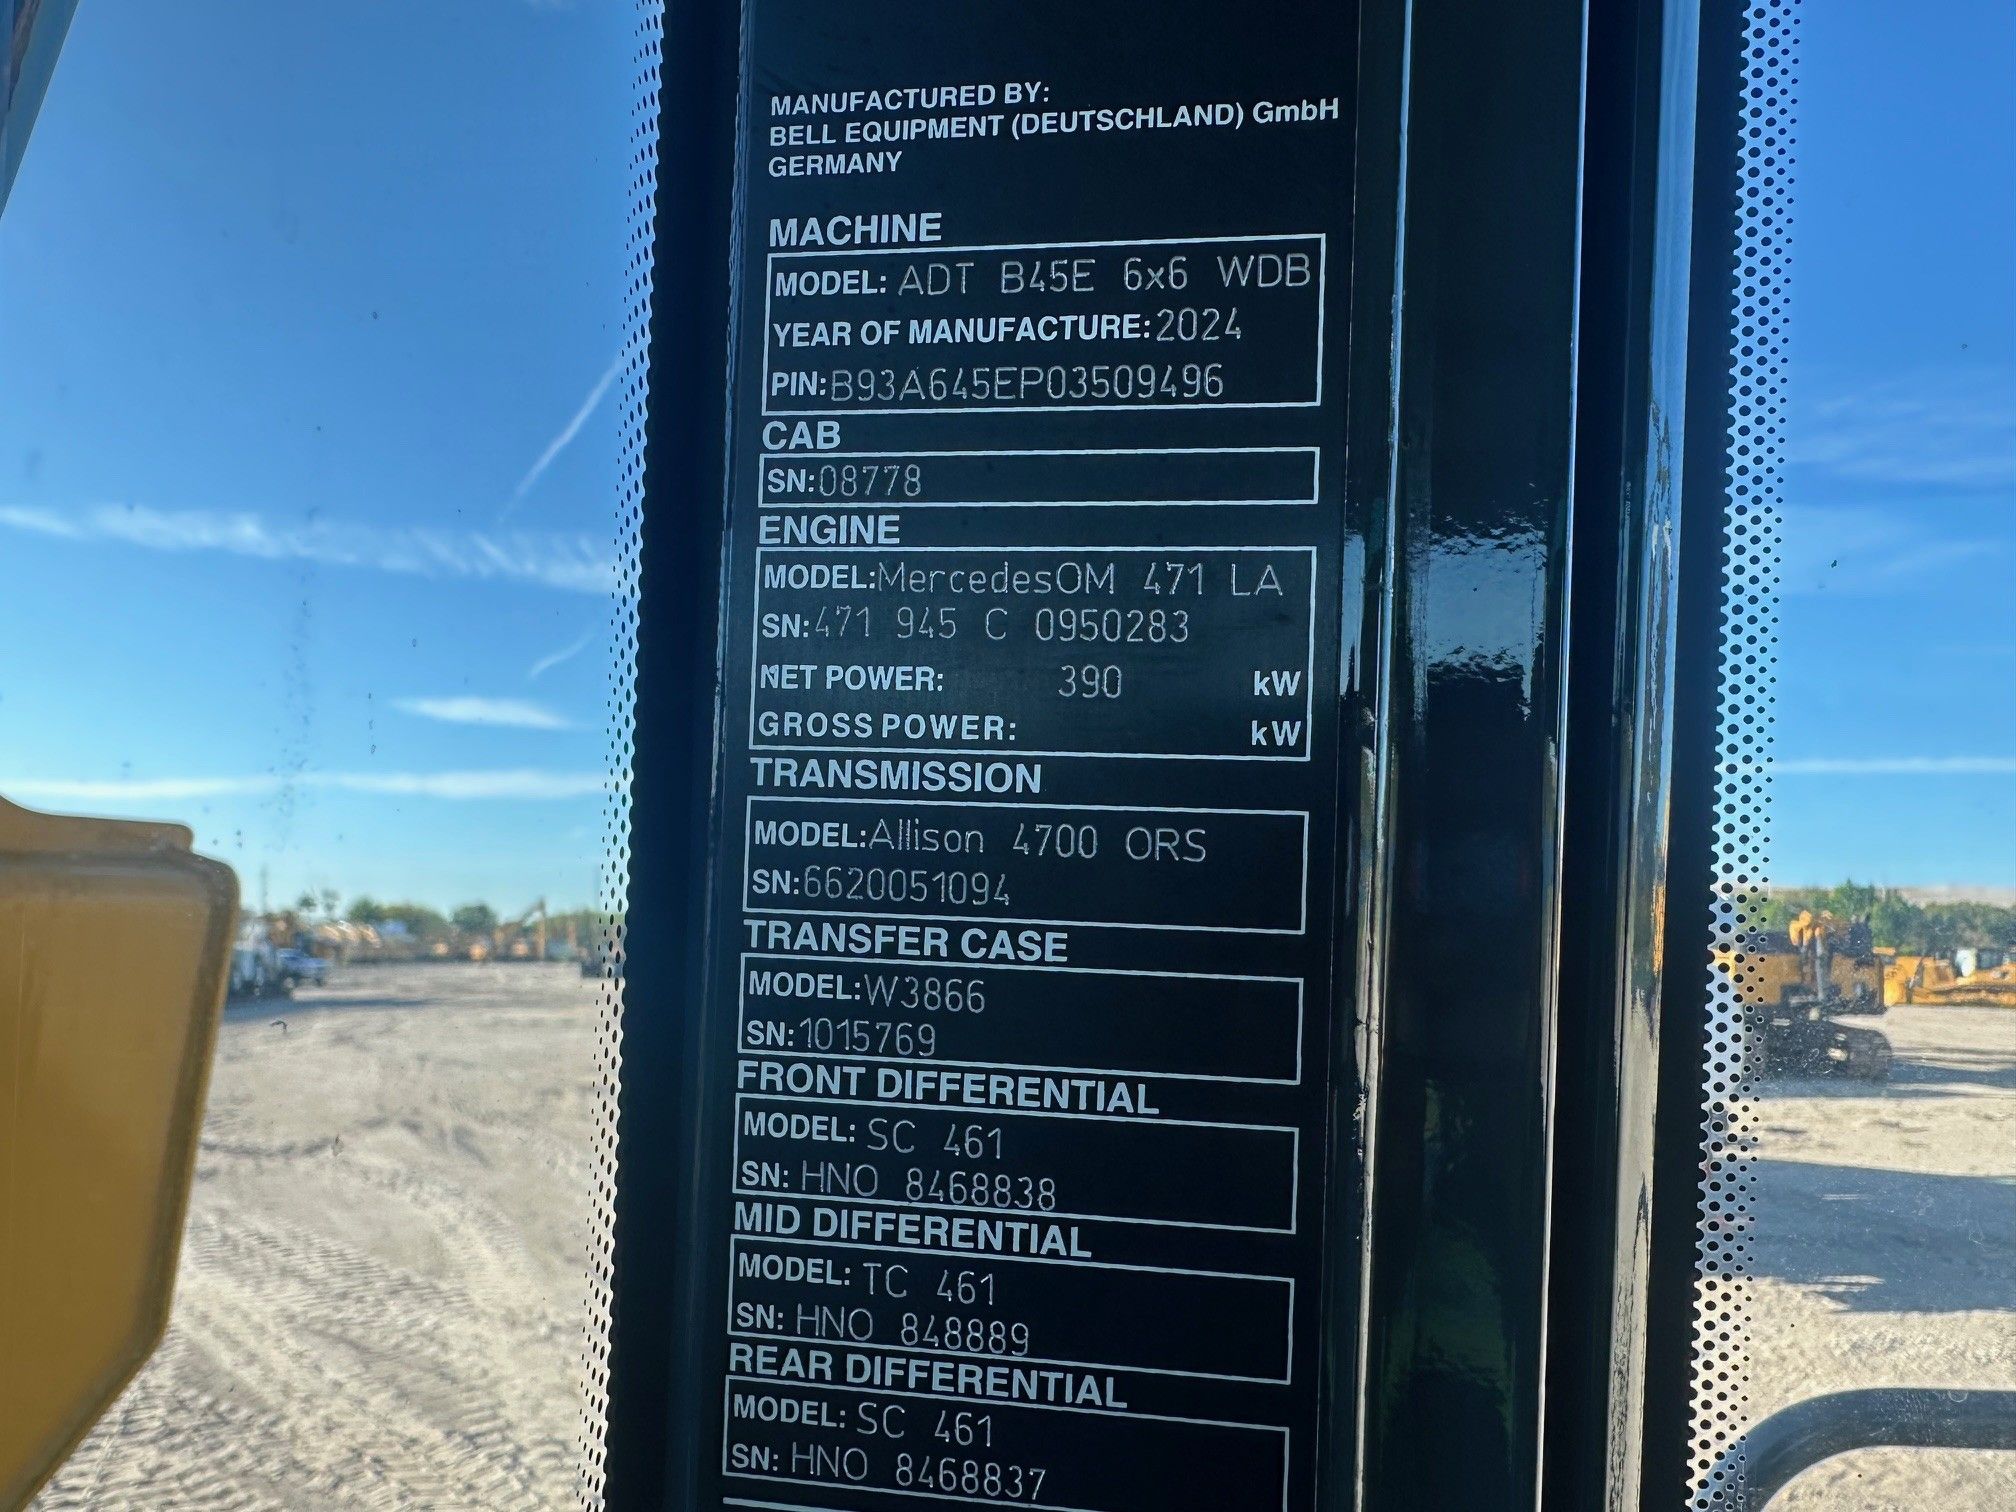 MANUFACTURED BY:
BELL EQUIPMENT (DEUTSCHLAND) GmbH
GERMANY
MACHINE
MODEL: ADT B45E 6x6 WDB
YEAR OF MANUFACTURE: 2024
PIN: B93A645EP03509496
CAB
SN: 08778
ENGINE
MODEL: MercedesOM 471 LA
SN: 471 945 C 0950283
NET POWER: 390 kW
GROSS POWER: kW
TRANSMISSION
MODEL: Allison 4700 ORS
SN: 6620051094
TRANSFER CASE
MODEL: W3866
SN: 1015769
FRONT DIFFERENTIAL
MODEL: SC 461
SN: HNO 8468838
MID DIFFERENTIAL
MODEL: TC 461
SN: HNO 848889
REAR DIFFERENTIAL
MODEL: SC 461
SN: HNO 8468837